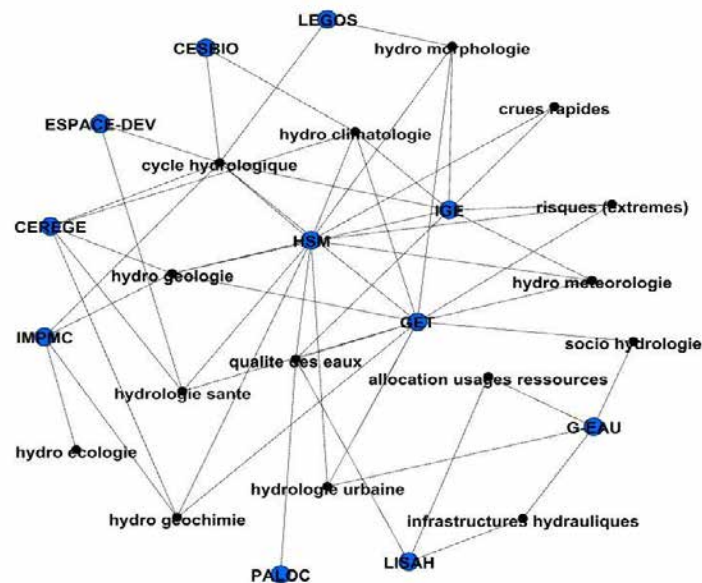 LEGOS
CESBIO
hydro morphologie
crues rapides
ESPACE-DEV
hydro climatologie
cycle hydrologique
IGE
risques (extremes)
CEREGE
HSM
hydro geologie
hydro meteorologie
GET
IMPMC
socio hydrologie
qualite des eaux
allocation usages ressources
hydrologie sante
G-EAU
hydro ecologie
hydrologie urbaine
hydro geochimie
infrastructures hydrauliques
PALOC
LISAH